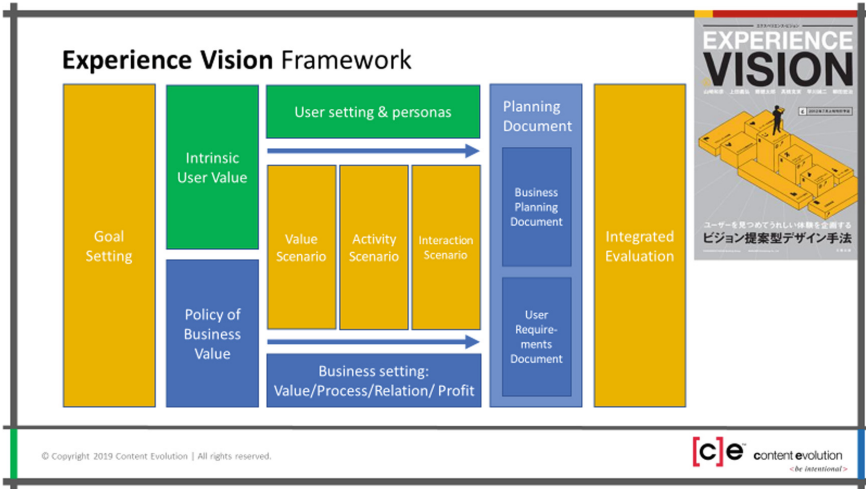 Experience Vision Framework
Goal
Setting
Intrinsic
User Value
Policy of
Business
Value
User setting & personas
Value
Scenario
Activity
Scenario
Interaction
Scenario
Business setting:
Value/Process/Relation/ Profit
Planning
Document
Business
Planning
Document
User
Require-
ments
Document
Integrated
Evaluation
EXPERIENCE
VISION
ユーザーを見つめてうれしい体験を企画する
ビジョン提案型デザイン手法
© Copyright 2019 Content Evolution | All rights reserved.
[c]e™
content evolution
<be intentional>